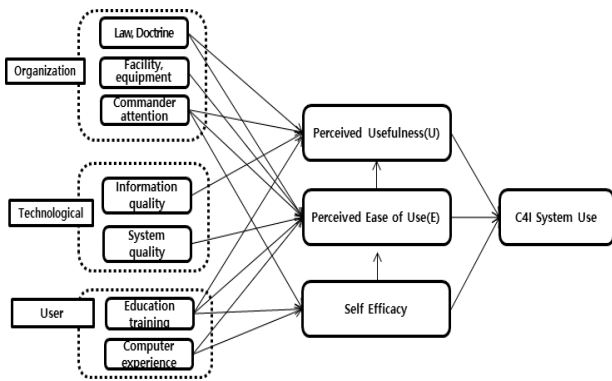 Law, Doctrine
Organization
Facility,
equipment
Commander
attention
Perceived Usefulness(U)
Information
quality
Technological
Perceived Ease of Use(E)
C4I System Use
System
quality
User
Education
training
Self Efficacy
Computer
experience